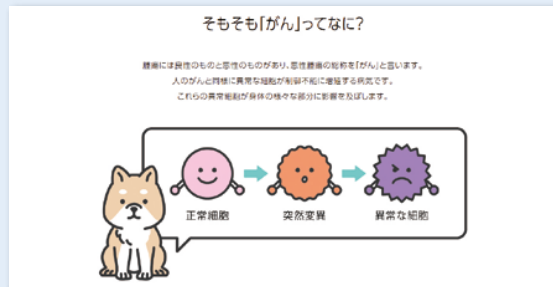 そもそも「がん」ってなに?
腫瘍には良性のものと悪性のものがあり、悪性腫瘍の総称を「がん」と言います。
人のがんと同様に異常な細胞が制御不能に増殖する病気です。
これらの異常細胞が身体の様々な部分に影響を及ぼします。
正常細胞
突然変異
異常な細胞